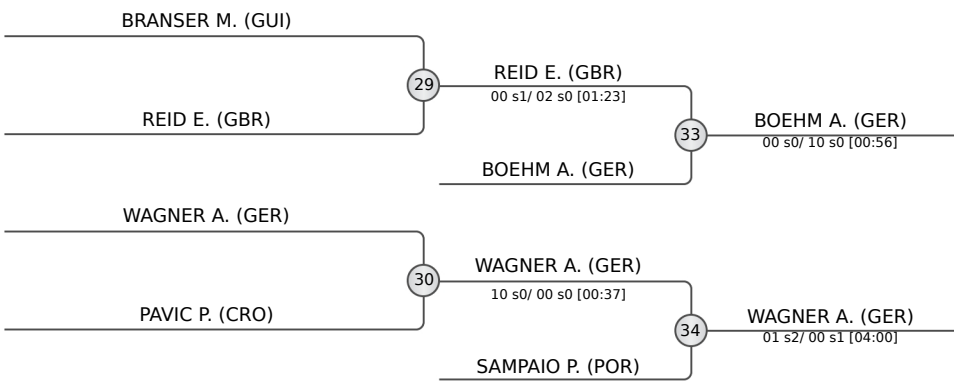 BRANSER M. (GUI)
29
REID E. (GBR)
REID E. (GBR)
00 s1/ 02 s0 [01:23]
33
BOEHM A. (GER)
BOEHM A. (GER)
00 s0/ 10 s0 [00:56]
WAGNER A. (GER)
30
PAVIC P. (CRO)
WAGNER A. (GER)
10 s0/ 00 s0 [00:37]
34
SAMPAIO P. (POR)
WAGNER A. (GER)
01 s2/ 00 s1 [04:00]